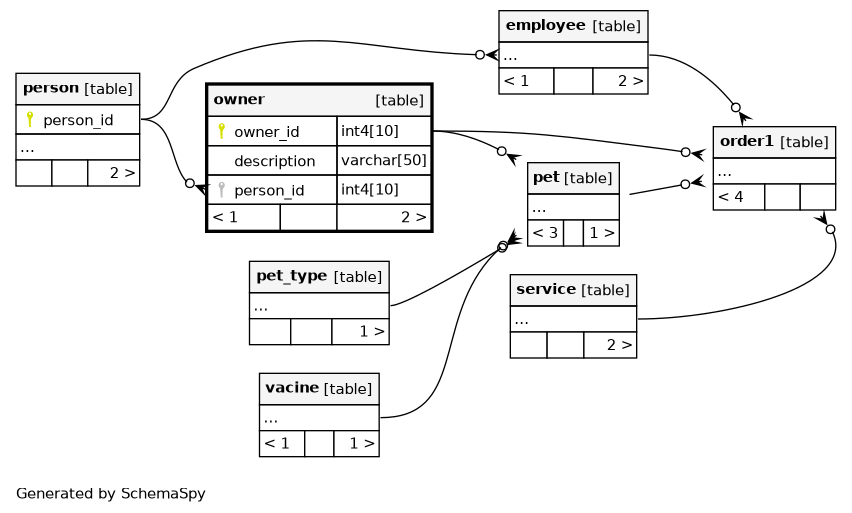 employee [table]
...
< 1 2 >
person [table]
person_id
...
2 >
owner [table]
owner_id int4[10]
description varchar[50]
person_id int4[10]
< 1 2 >
order1 [table]
...
< 4
pet [table]
...
< 3 1 >
pet_type [table]
...
1 >
service [table]
...
2 >
vacine [table]
...
< 1 1 >
Generated by SchemaSpy